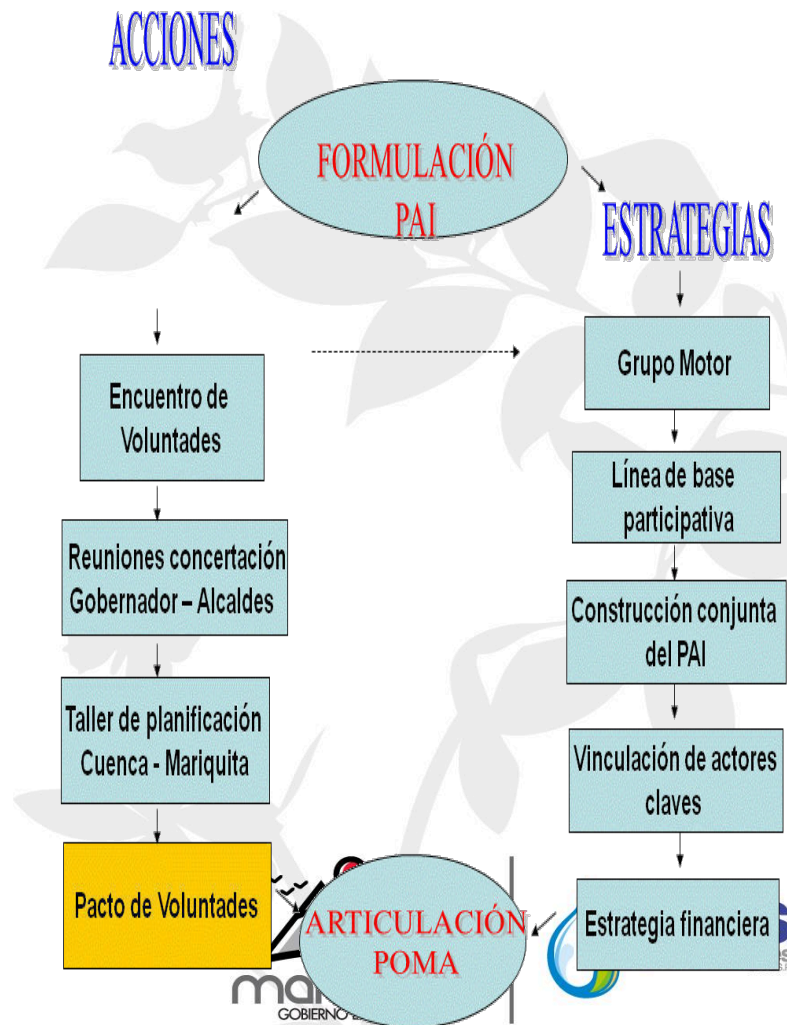 ACCIONES
FORMULACIÓN
PAI
ESTRATEGIAS
Encuentro de
Voluntades
Reuniones concertación
Gobernador – Alcaldes
Taller de planificación
Cuenca - Mariquita
Pacto de Voluntades
Grupo Motor
Línea de base
participativa
Construcción conjunta
del PAI
Vinculación de actores
claves
Estrategia financiera
ARTICULACIÓN
POMA
GOBIERNO